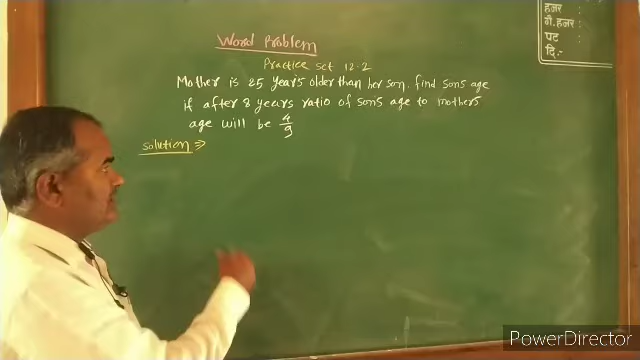 हजर :
गै. हजर :
पट :
दि.-
Word Problem
Practice set 12.2
Mother is 25 years older than her son. find sons age
if after 8 years ratio of sons age to mothers
age will be 4/9
Solution ⇒
PowerDirector